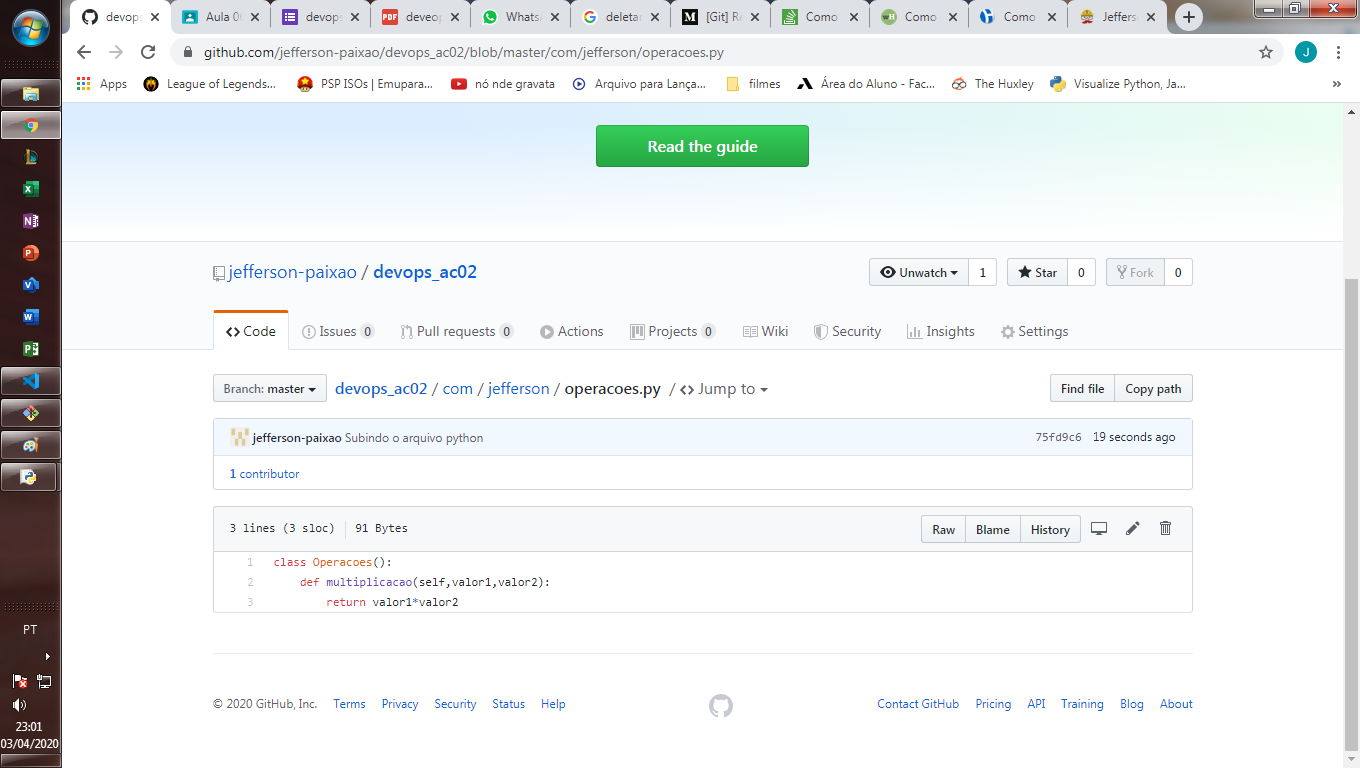 devops
Aula 0
devops
deveop
WhatsA
deletar
[Git] Re
Como
Como
Como
Jeffers
github.com/jefferson-paixao/devops_ac02/blob/master/com/jefferson/operacoes.py
J
Apps
League of Legends...
PSP ISOs | Emupara...
nó nde gravata
Arquivo para Lança...
filmes
Área do Aluno - Fac...
The Huxley
Visualize Python, Ja...
»
Read the guide
jefferson-paixao / devops_ac02
Unwatch 1
Star 0
Fork 0
Code
Issues 0
Pull requests 0
Actions
Projects 0
Wiki
Security
Insights
Settings
Branch: master
devops_ac02 / com / jefferson / operacoes.py / Jump to
Find file
Copy path
jefferson-paixao Subindo o arquivo python
75fd9c6 19 seconds ago
1 contributor
3 lines (3 sloc) 91 Bytes
Raw
Blame
History
1 class Operacoes():
2 def multiplicacao(self,valor1,valor2):
3 return valor1*valor2
© 2020 GitHub, Inc.
Terms
Privacy
Security
Status
Help
Contact GitHub
Pricing
API
Training
Blog
About
PT
23:01
03/04/2020